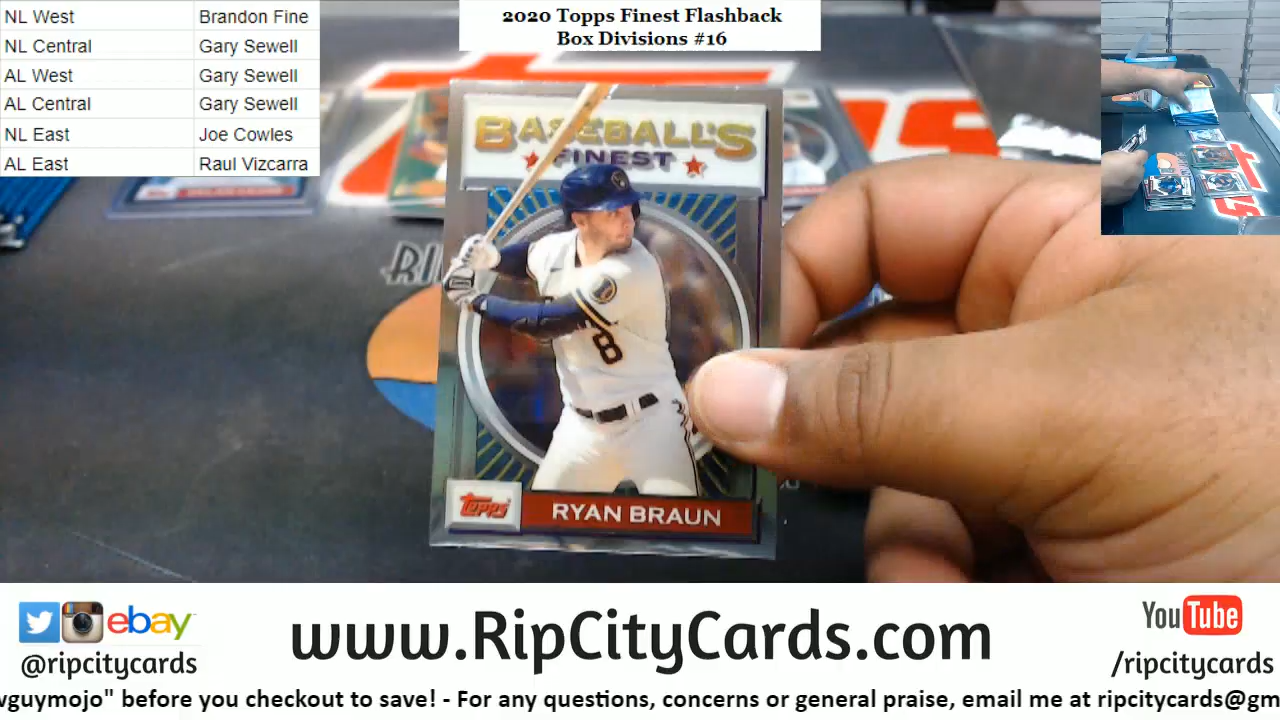 NL West Brandon Fine
NL Central Gary Sewell
AL West Gary Sewell
AL Central Gary Sewell
NL East Joe Cowles
AL East Raul Vizcarra
2020 Topps Finest Flashback
Box Divisions #16
BASEBALL'S
FINEST
8
Topps
RYAN BRAUN
ebay
@ripcitycards
www.RipCityCards.com
YouTube
/ripcitycards
vguymojo" before you checkout to save! - For any questions, concerns or general praise, email me at ripcitycards@gm